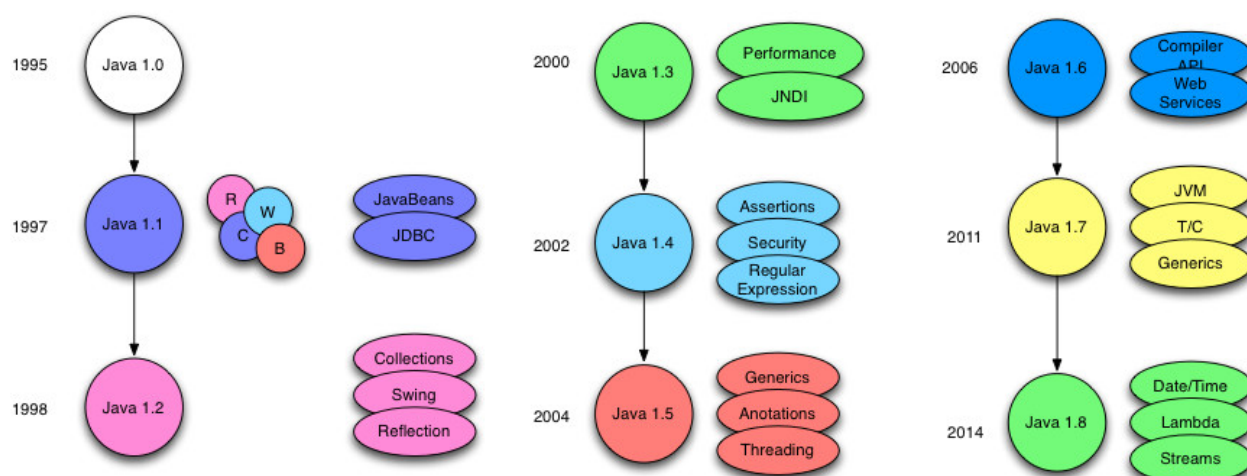 1995
Java 1.0
1997
Java 1.1
R
W
C
B
JavaBeans
JDBC
1998
Java 1.2
Collections
Swing
Reflection
2000
Java 1.3
Performance
JNDI
2002
Java 1.4
Assertions
Security
Regular
Expression
2004
Java 1.5
Generics
Anotations
Threading
2006
Java 1.6
Compiler
API
Web
Services
2011
Java 1.7
JVM
T/C
Generics
2014
Java 1.8
Date/Time
Lambda
Streams